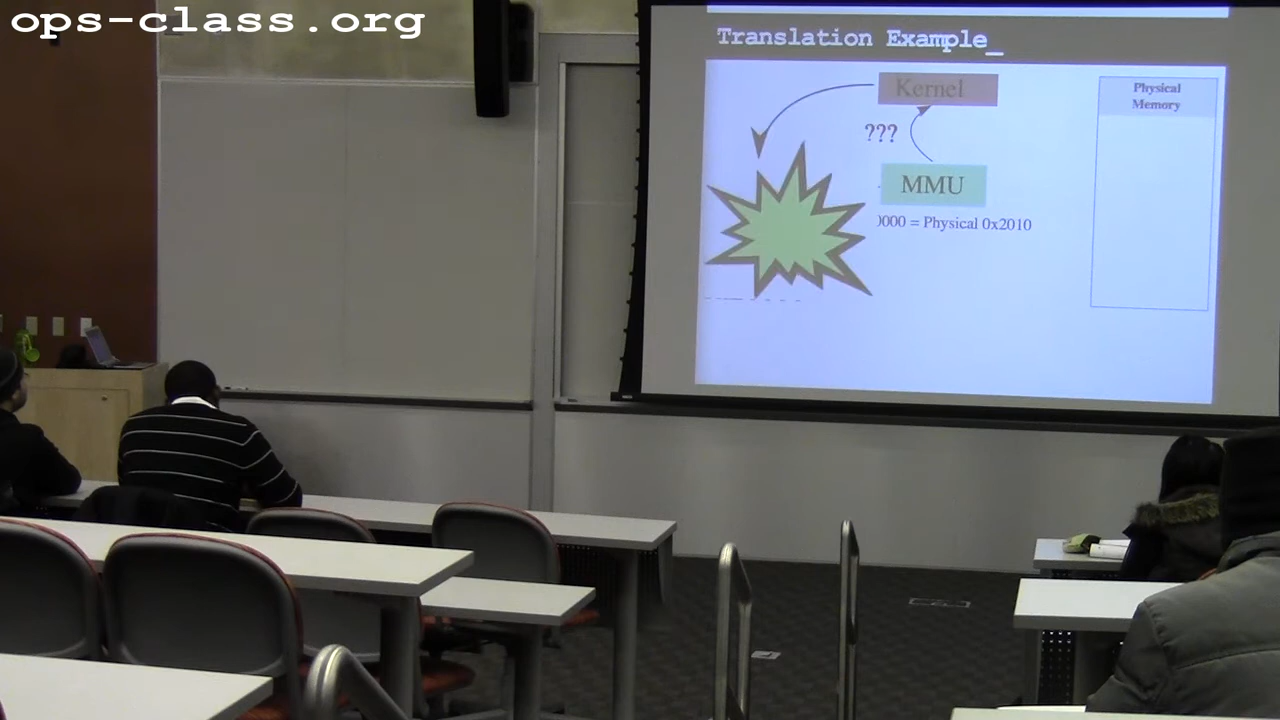 ops-class.org
Translation Example_
Kernel
Physical
Memory
???
MMU
0000 = Physical 0x2010